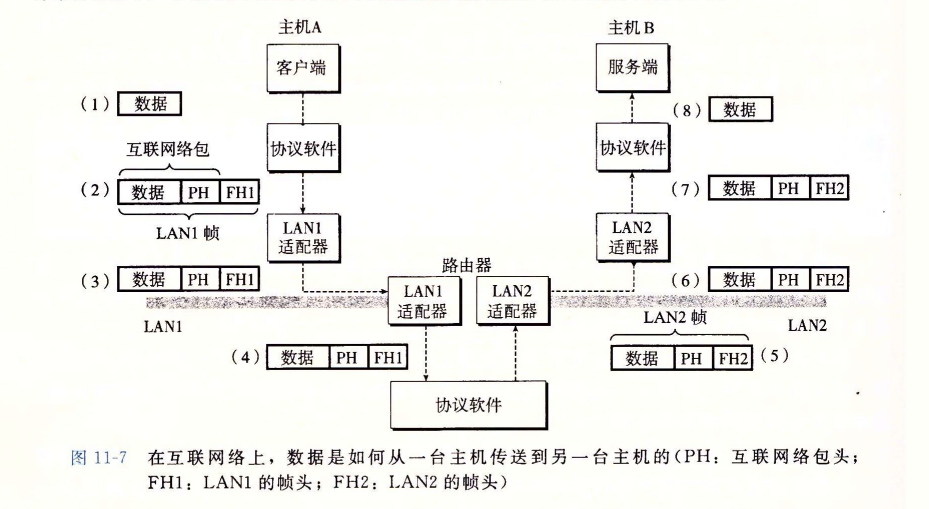 主机A
主机 B
客户端
服务端
(1) 数据
(8) 数据
协议软件
协议软件
互联网络包
(2) 数据 PH FH1
(7) 数据 PH FH2
LAN1 帧
LAN1
适配器
LAN2
适配器
路由器
(3) 数据 PH FH1
LAN1
适配器
LAN2
适配器
(6) 数据 PH FH2
LAN1
LAN2 帧
LAN2
(4) 数据 PH FH1
数据 PH FH2 (5)
协议软件
图 11-7 在互联网络上，数据是如何从一台主机传送到另一台主机的(PH：互联网络包头；
FH1：LAN1 的帧头；FH2：LAN2 的帧头)